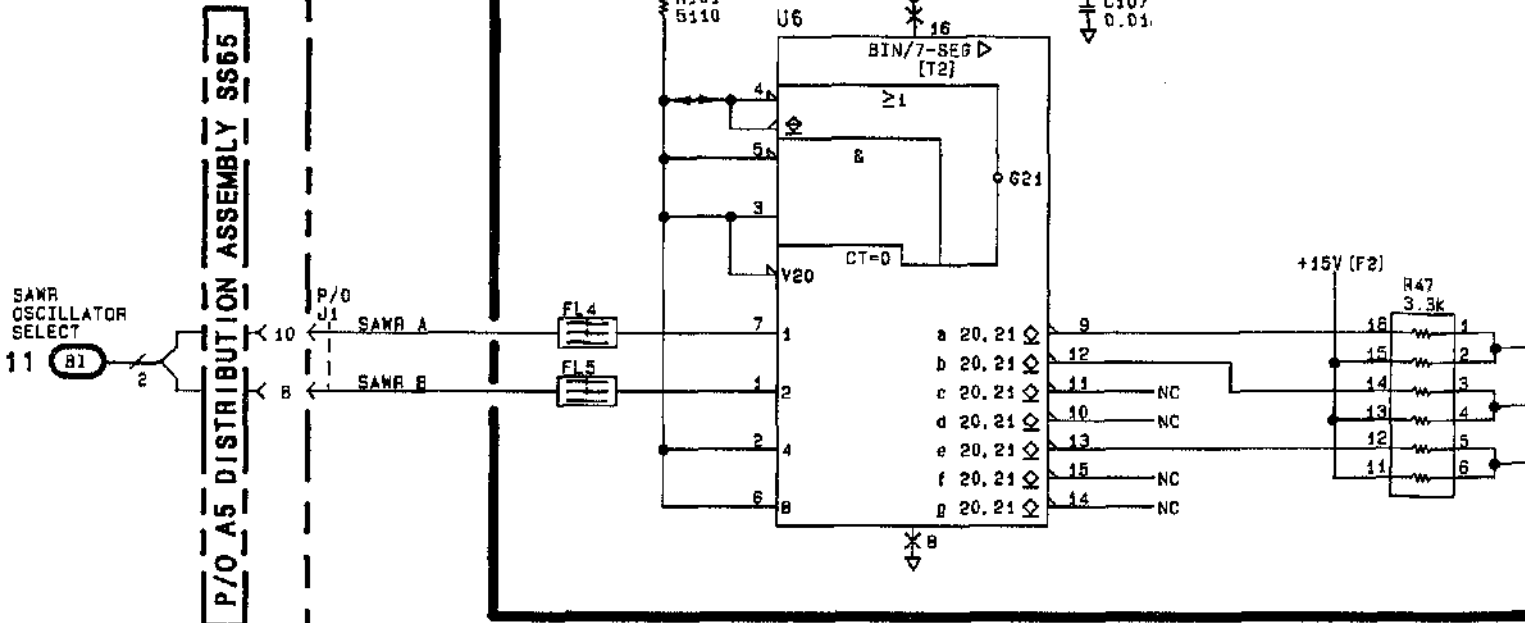 5110
U6
0.01
16
BIN/7-SEG ▷
[T2]
4
≥1
5
&
G21
3
CT=0
V20
+15V (F2)
R47
3.3K
SAWR
OSCILLATOR
SELECT
11 B1
2
P/O A5 DISTRIBUTION ASSEMBLY SS65
P/O
J1
10
SAWR A
FL4
7 1
a 20,21 9
16 1
8
SAWR B
FL5
1 2
b 20,21 12
15 2
c 20,21 11 NC
14 3
d 20,21 10 NC
13 4
2 4
e 20,21 13
12 5
f 20,21 15 NC
11 6
6 8
g 20,21 14 NC
8